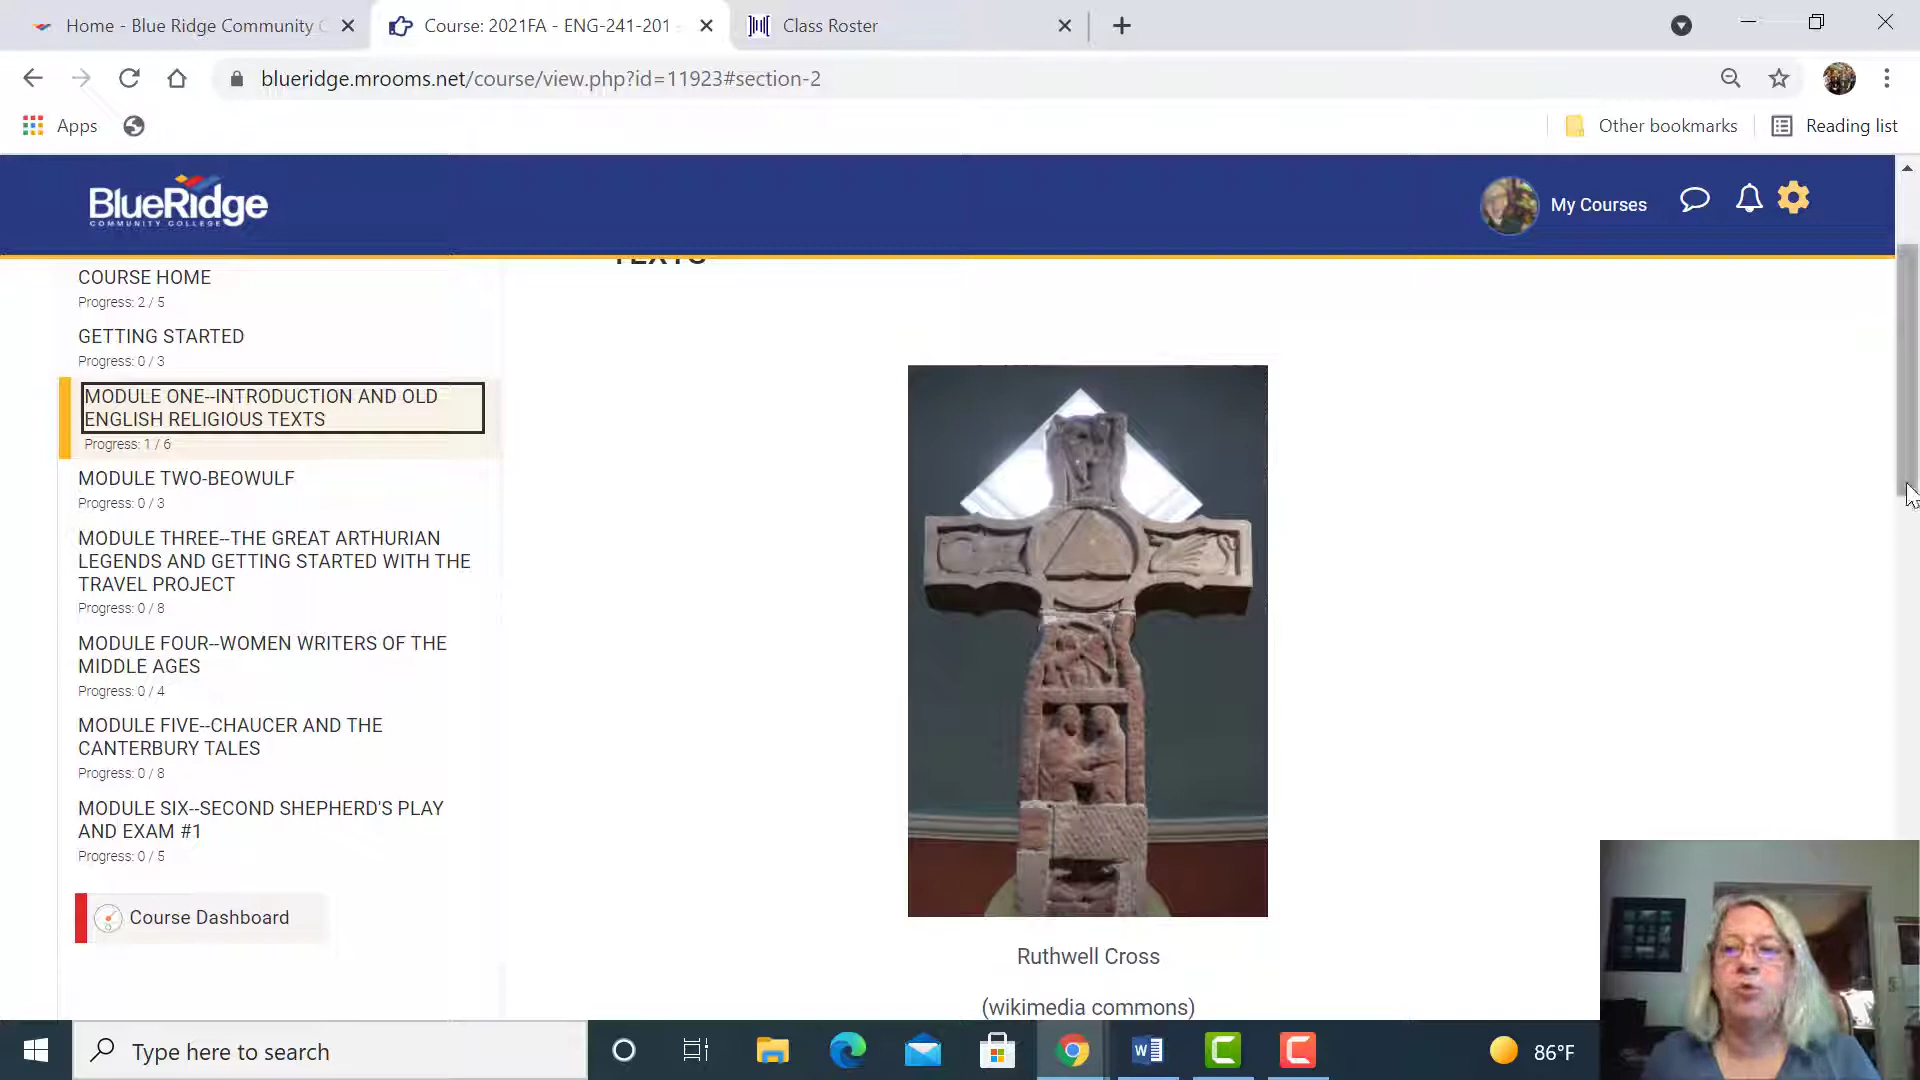 Home - Blue Ridge Community C
Course: 2021FA - ENG-241-201 -
Class Roster
blueridge.mrooms.net/course/view.php?id=11923#section-2
Apps
Other bookmarks
Reading list
BlueRidge
COMMUNITY COLLEGE
My Courses
TEXTS
COURSE HOME
Progress: 2 / 5
GETTING STARTED
Progress: 0 / 3
MODULE ONE--INTRODUCTION AND OLD
ENGLISH RELIGIOUS TEXTS
Progress: 1 / 6
MODULE TWO-BEOWULF
Progress: 0 / 3
MODULE THREE--THE GREAT ARTHURIAN
LEGENDS AND GETTING STARTED WITH THE
TRAVEL PROJECT
Progress: 0 / 8
MODULE FOUR--WOMEN WRITERS OF THE
MIDDLE AGES
Progress: 0 / 4
MODULE FIVE--CHAUCER AND THE
CANTERBURY TALES
Progress: 0 / 8
MODULE SIX--SECOND SHEPHERD'S PLAY
AND EXAM #1
Progress: 0 / 5
Course Dashboard
Ruthwell Cross
(wikimedia commons)
Type here to search
86°F